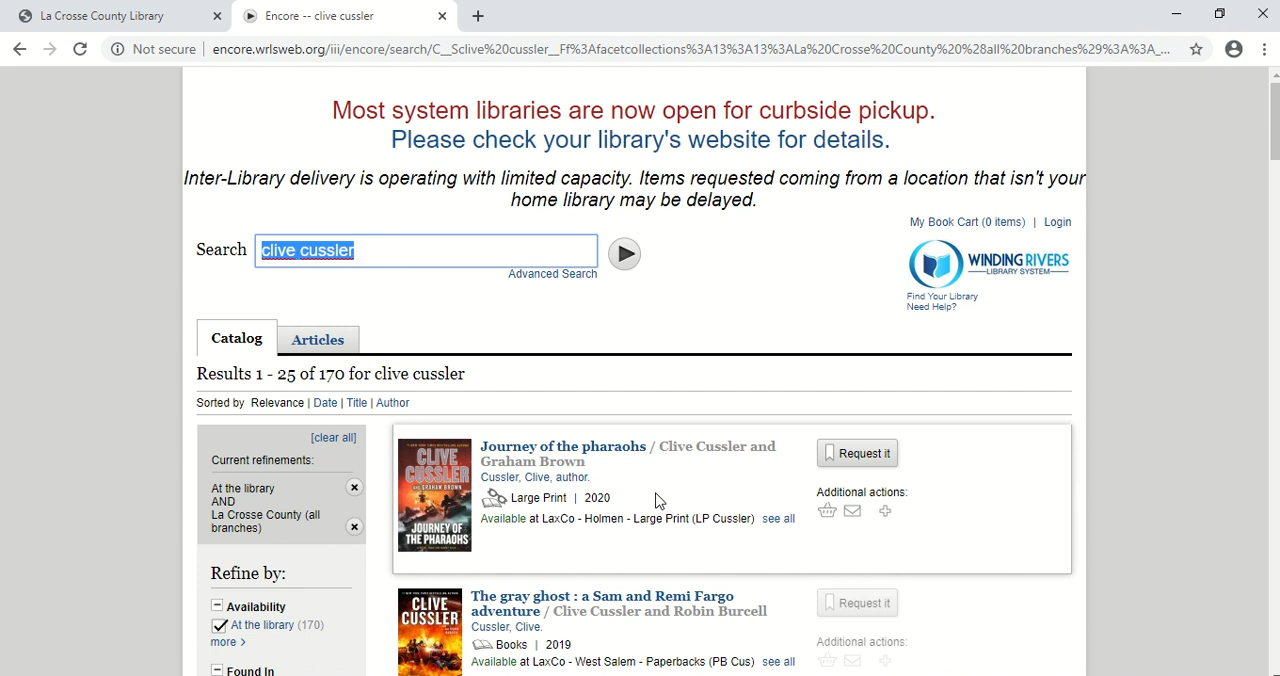 La Crosse County Library
Encore -- clive cussler
Not secure
encore.wrlsweb.org/iii/encore/search/C__Sclive%20cussler__Ff%3Afacetcollections%3A13%3A13%3ALa%20Crosse%20County%20%28all%20branches%29%3A%3A_...
Most system libraries are now open for curbside pickup.
Please check your library's website for details.
Inter-Library delivery is operating with limited capacity. Items requested coming from a location that isn't your
home library may be delayed.
My Book Cart (0 items) | Login
Search clive cussler
Advanced Search
WINDING RIVERS
LIBRARY SYSTEM
Find Your Library
Need Help?
Catalog Articles
Results 1 - 25 of 170 for clive cussler
Sorted by Relevance | Date | Title | Author
[clear all]
Current refinements:
At the library
AND
La Crosse County (all
branches)
Refine by:
Availability
At the library (170)
more >
Found In
CLIVE
CUSSLER
AND GRAHAM BROWN
JOURNEY OF
THE PHARAOHS
Journey of the pharaohs / Clive Cussler and
Graham Brown
Cussler, Clive, author.
Large Print | 2020
Available at LaxCo - Holmen - Large Print (LP Cussler) see all
Request it
Additional actions:
CLIVE
CUSSLER
The gray ghost : a Sam and Remi Fargo
adventure / Clive Cussler and Robin Burcell
Cussler, Clive.
Books | 2019
Available at LaxCo - West Salem - Paperbacks (PB Cus) see all
Request it
Additional actions: